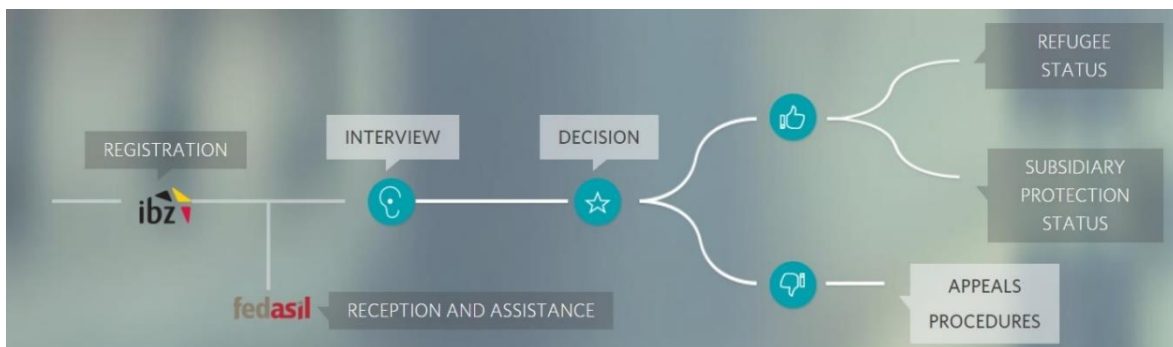 REGISTRATION
ibz
fedasil
RECEPTION AND ASSISTANCE
INTERVIEW
DECISION
REFUGEE
STATUS
SUBSIDIARY
PROTECTION
STATUS
APPEALS
PROCEDURES